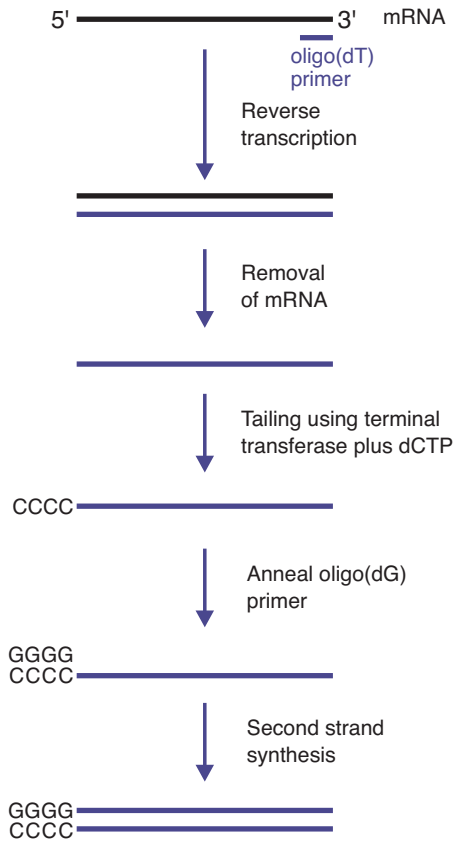 5' 3' mRNA
oligo(dT)
primer
Reverse
transcription
Removal
of mRNA
Tailing using terminal
transferase plus dCTP
CCCC
Anneal oligo(dG)
primer
GGGG
CCCC
Second strand
synthesis
GGGG
CCCC